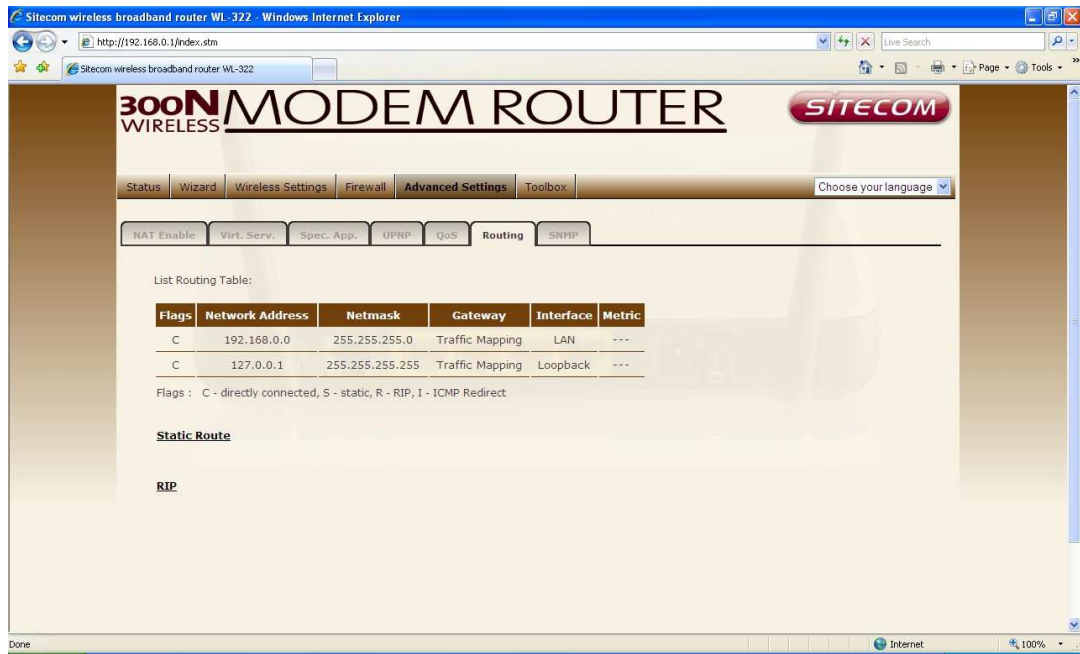 Sitecom wireless broadband router WL-322 - Windows Internet Explorer
http://192.168.0.1/index.stm
Live Search
Sitecom wireless broadband router WL-322
Page
Tools
300N WIRELESS MODEM ROUTER
SITECOM
Status Wizard Wireless Settings Firewall Advanced Settings Toolbox
Choose your language
NAT Enable Virt. Serv. Spec. App. UPNP QoS Routing SNMP
List Routing Table:
Flags Network Address Netmask Gateway Interface Metric
C 192.168.0.0 255.255.255.0 Traffic Mapping LAN ---
C 127.0.0.1 255.255.255.255 Traffic Mapping Loopback ---
Flags : C - directly connected, S - static, R - RIP, I - ICMP Redirect
Static Route
RIP
Done
Internet
100%